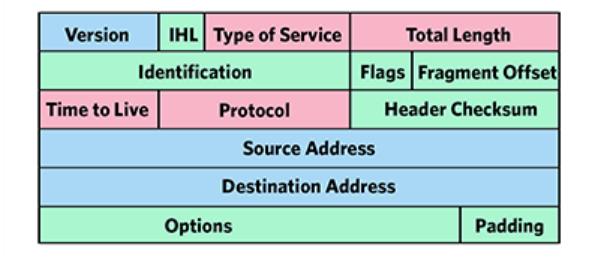 Version IHL Type of Service Total Length
Identification Flags Fragment Offset
Time to Live Protocol Header Checksum
Source Address
Destination Address
Options Padding